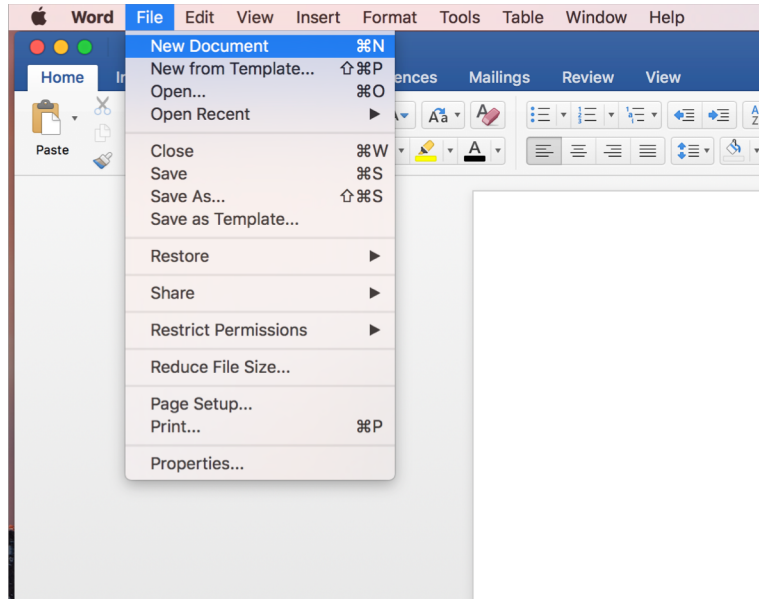 Word File Edit View Insert Format Tools Table Window Help
New Document ⌘N
New from Template... ⇧⌘P
Open... ⌘O
Open Recent ▶
Close ⌘W
Save ⌘S
Save As... ⇧⌘S
Save as Template...
Restore ▶
Share ▶
Restrict Permissions ▶
Reduce File Size...
Page Setup...
Print... ⌘P
Properties...
Home Mailings Review View
Paste
Aa
A
A